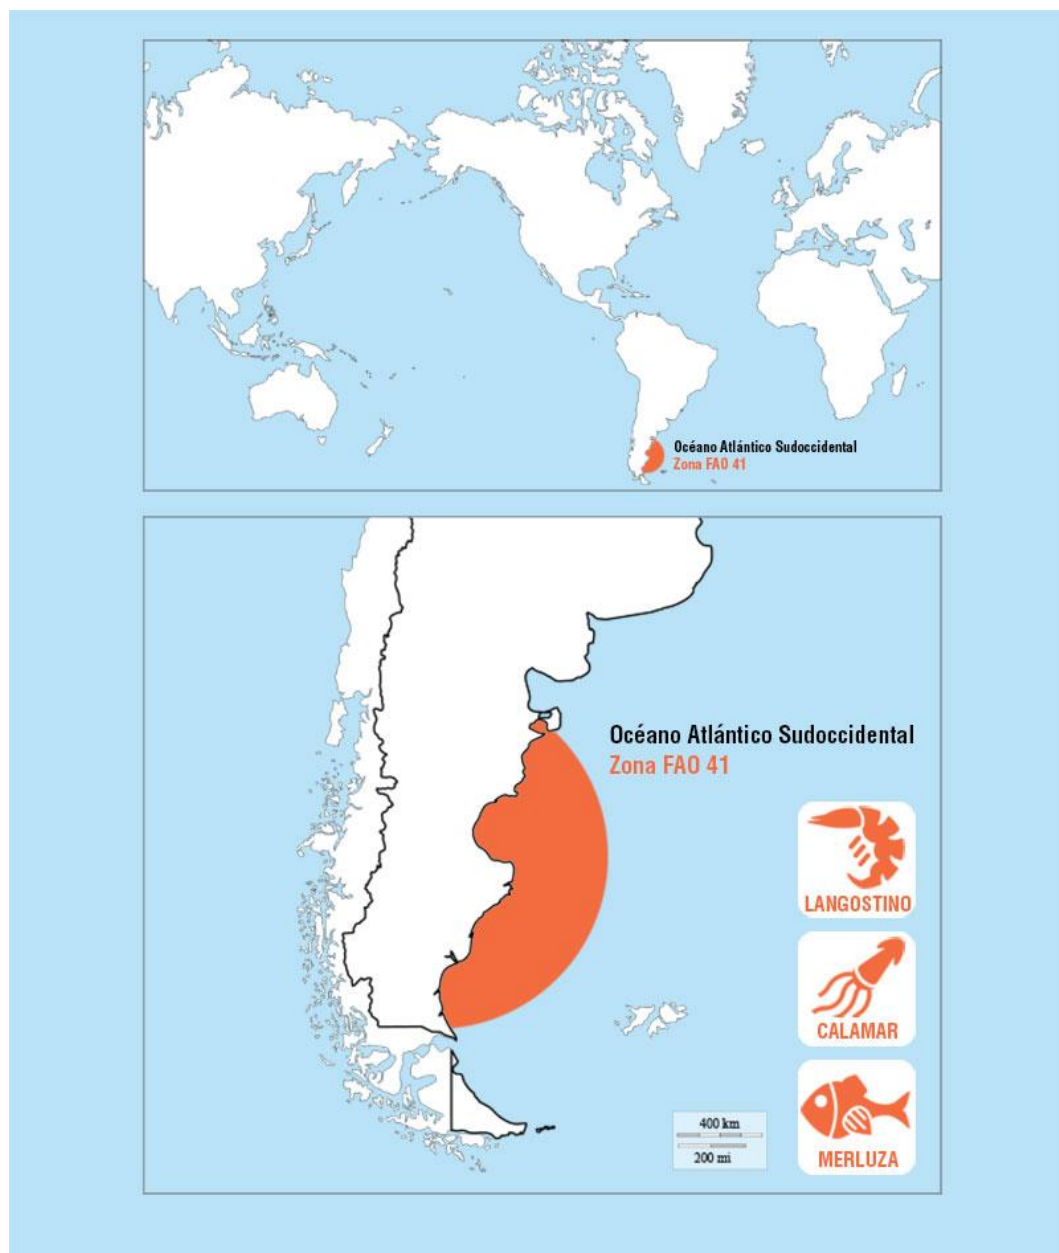 Océano Atlántico Sudoccidental
Zona FAO 41
Océano Atlántico Sudoccidental
Zona FAO 41
LANGOSTINO
CALAMAR
MERLUZA
400 km
200 mi